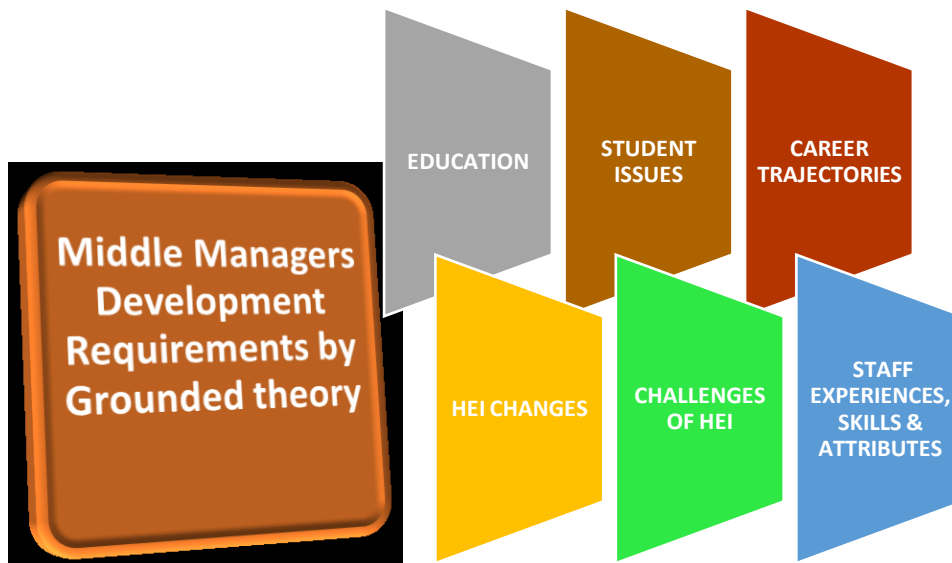 Middle Managers
Development
Requirements by
Grounded theory
EDUCATION
STUDENT
ISSUES
CAREER
TRAJECTORIES
HEI CHANGES
CHALLENGES
OF HEI
STAFF
EXPERIENCES,
SKILLS &
ATTRIBUTES